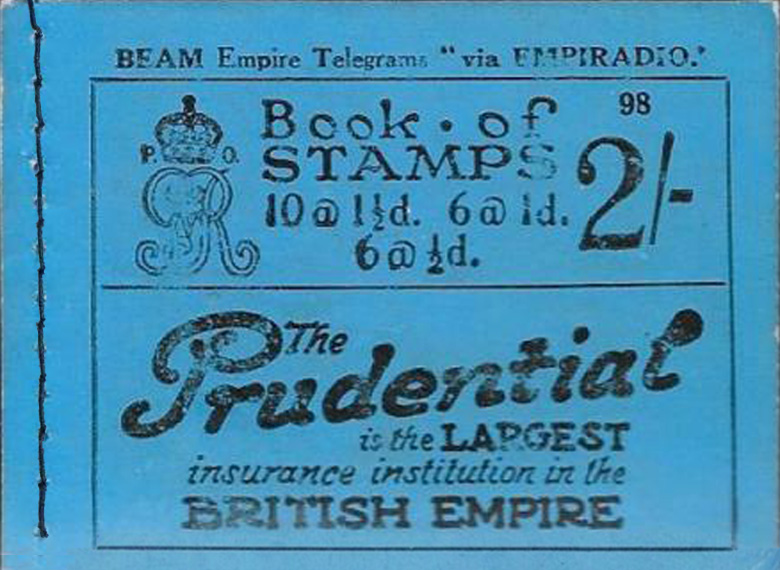 BEAM Empire Telegrams "via EMPIRADIO."
98
P. O.
GR
Book · of
STAMPS
2/-
10 @ 1½d. 6 @ 1d.
6 @ ½d.
The
Prudential
is the LARGEST
insurance institution in the
BRITISH EMPIRE